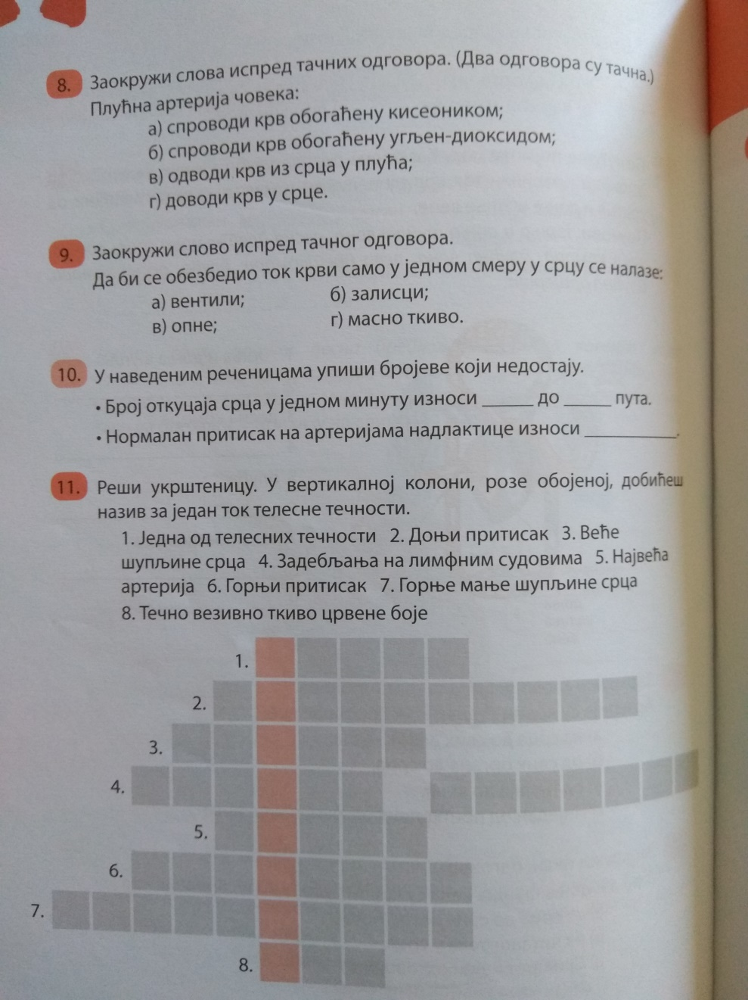 8. Заокружи слова испред тачних одговора. (Два одговора су тачна.)
Плућна артерија човека:
а) спроводи крв обогаћену кисеоником;
б) спроводи крв обогаћену угљен-диоксидом;
в) одводи крв из срца у плућа;
г) доводи крв у срце.
9. Заокружи слово испред тачног одговора.
Да би се обезбедио ток крви само у једном смеру у срцу се налазе:
а) вентили; б) залисци;
в) опне; г) масно ткиво.
10. У наведеним реченицама упиши бројеве који недостају.
• Број откуцаја срца у једном минуту износи _____ до _____ пута.
• Нормалан притисак на артеријама надлактице износи _________.
11. Реши укрштеницу. У вертикалној колони, розе обојеној, добићеш
назив за један ток телесне течности.
1. Једна од телесних течности 2. Доњи притисак 3. Веће
шупљине срца 4. Задебљања на лимфним судовима 5. Највећа
артерија 6. Горњи притисак 7. Горње мање шупљине срца
8. Течно везивно ткиво црвене боје
1.
2.
3.
4.
5.
6.
7.
8.